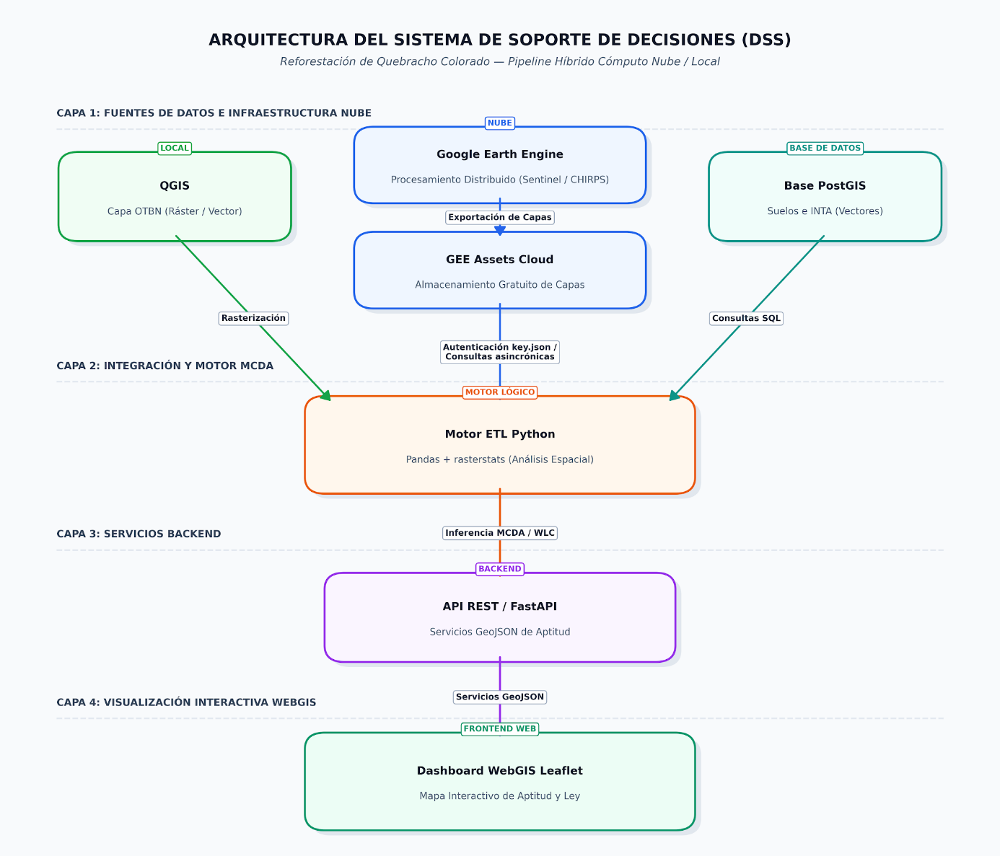 ARQUITECTURA DEL SISTEMA DE SOPORTE DE DECISIONES (DSS)
Reforestación de Quebracho Colorado — Pipeline Híbrido Cómputo Nube / Local
CAPA 1: FUENTES DE DATOS E INFRAESTRUCTURA NUBE
NUBE
Google Earth Engine
Procesamiento Distribuido (Sentinel / CHIRPS)
LOCAL
QGIS
Capa OTBN (Ráster / Vector)
BASE DE DATOS
Base PostGIS
Suelos e INTA (Vectores)
Exportación de Capas
GEE Assets Cloud
Almacenamiento Gratuito de Capas
Rasterización
Consultas SQL
Autenticación key.json /
Consultas asincrónicas
CAPA 2: INTEGRACIÓN Y MOTOR MCDA
MOTOR LÓGICO
Motor ETL Python
Pandas + rasterstats (Análisis Espacial)
Inferencia MCDA / WLC
CAPA 3: SERVICIOS BACKEND
BACKEND
API REST / FastAPI
Servicios GeoJSON de Aptitud
Servicios GeoJSON
CAPA 4: VISUALIZACIÓN INTERACTIVA WEBGIS
FRONTEND WEB
Dashboard WebGIS Leaflet
Mapa Interactivo de Aptitud y Ley